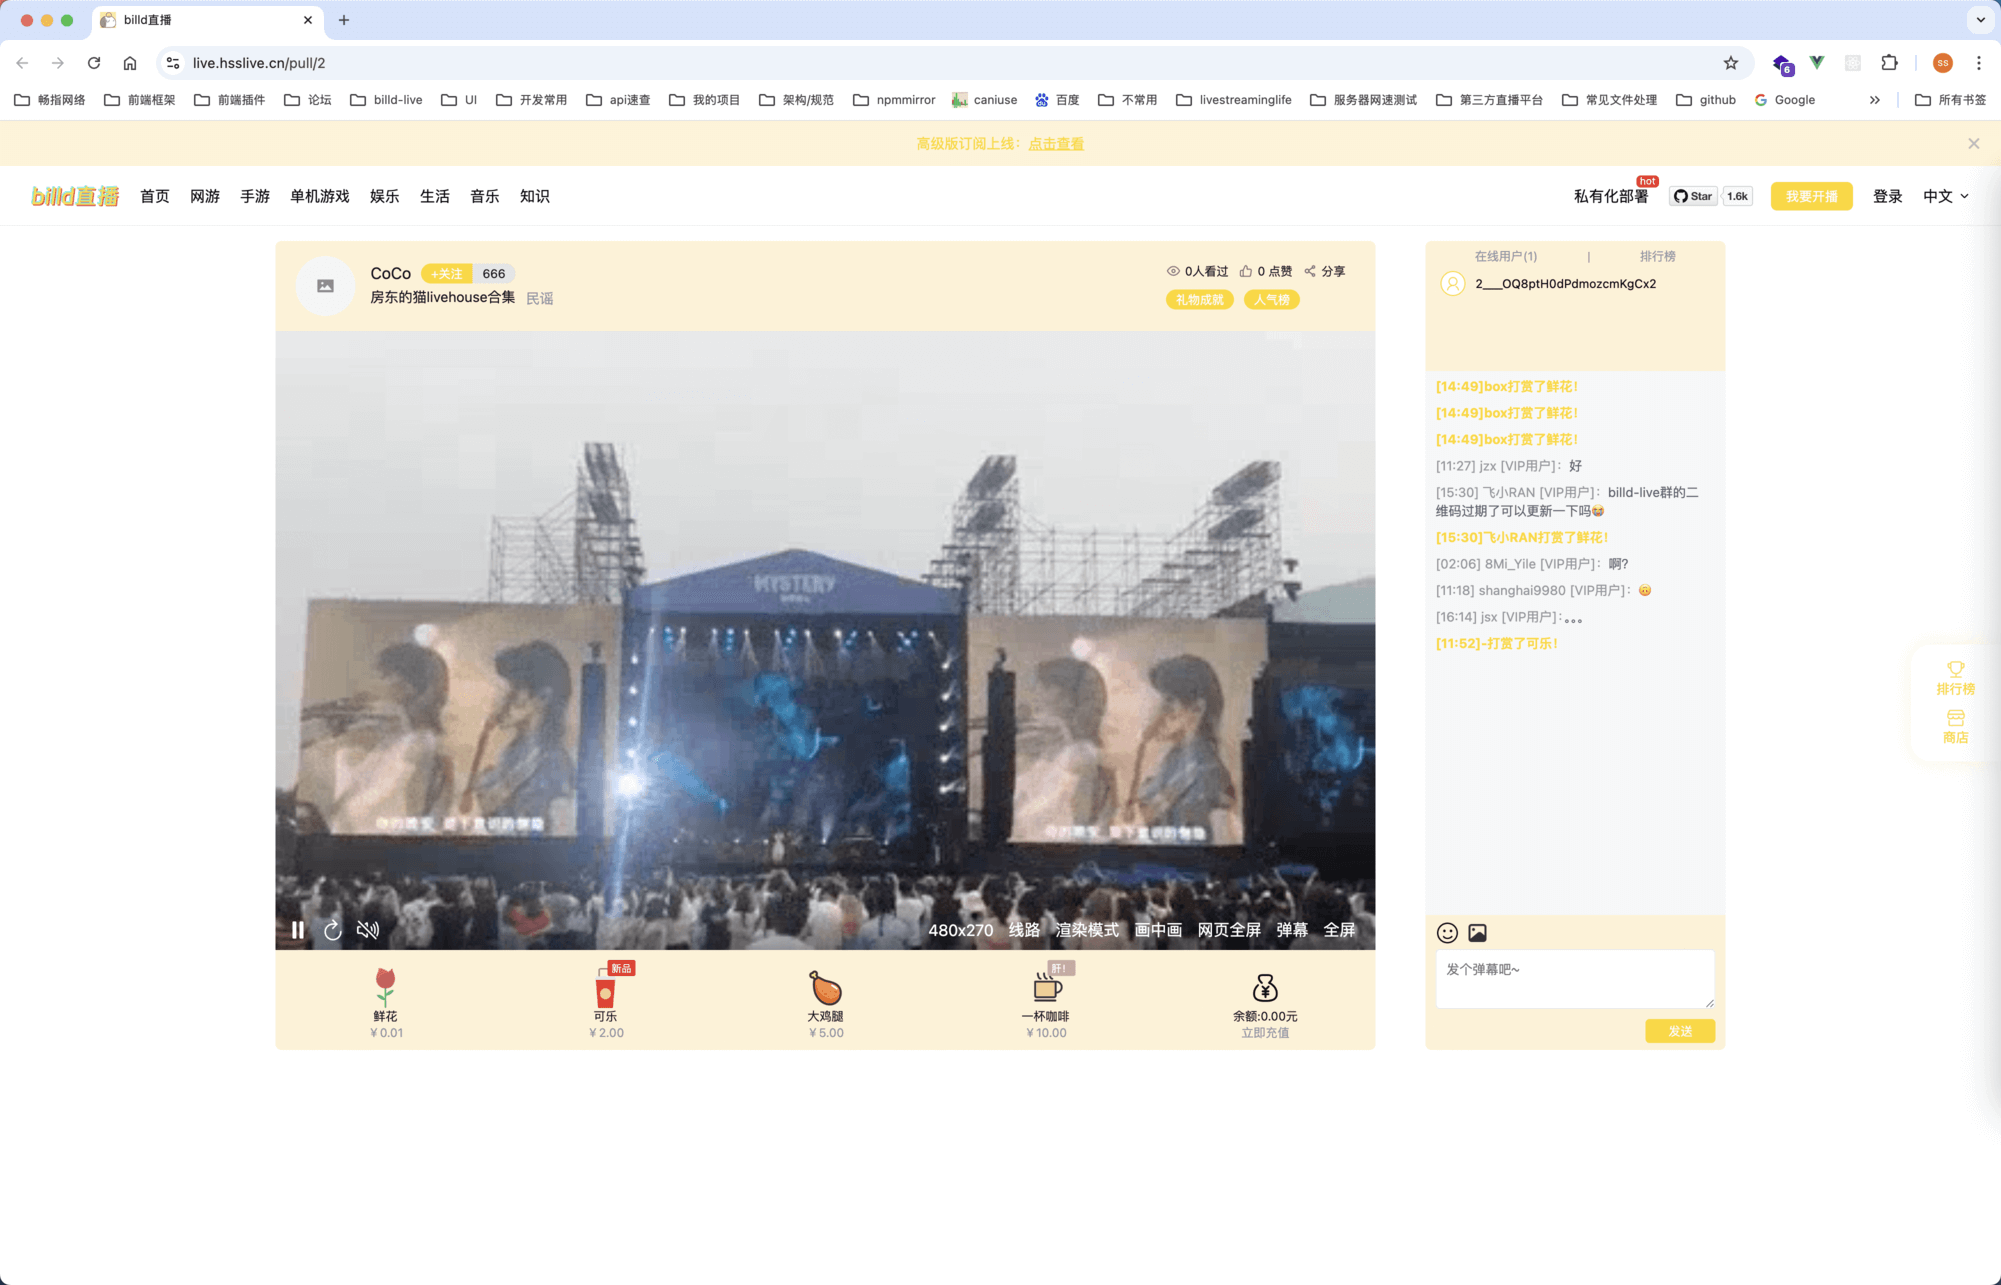 billd直播
live.hsslive.cn/pull/2
6
ss
畅指网络 前端框架 前端插件 论坛 billd-live UI 开发常用 api速查 我的项目 架构/规范 npmmirror caniuse 百度 不常用 livestreaminglife 服务器网速测试 第三方直播平台 常见文件处理 github Google » 所有书签
高级版订阅上线：点击查看
billd直播 首页 网游 手游 单机游戏 娱乐 生活 音乐 知识 私有化部署 hot Star 1.6k 我要开播 登录 中文
CoCo +关注 666
房东的猫livehouse合集 民谣
0人看过 0 点赞 分享
礼物成就 人气榜
MYSTERY
480x270 线路 渲染模式 画中画 网页全屏 弹幕 全屏
鲜花
¥0.01
新品
可乐
¥2.00
大鸡腿
¥5.00
肝!
一杯咖啡
¥10.00
余额:0.00元
立即充值
在线用户(1) | 排行榜
2___OQ8ptH0dPdmozcmKgCx2
[14:49]box打赏了鲜花！
[14:49]box打赏了鲜花！
[14:49]box打赏了鲜花！
[11:27] jzx [VIP用户]：好
[15:30] 飞小RAN [VIP用户]：billd-live群的二
维码过期了可以更新一下吗😂
[15:30]飞小RAN打赏了鲜花！
[02:06] 8Mi_Yile [VIP用户]：啊?
[11:18] shanghai9980 [VIP用户]：🙃
[16:14] jsx [VIP用户]：。。。
[11:52]-打赏了可乐！
发个弹幕吧~
发送
排行榜
商店